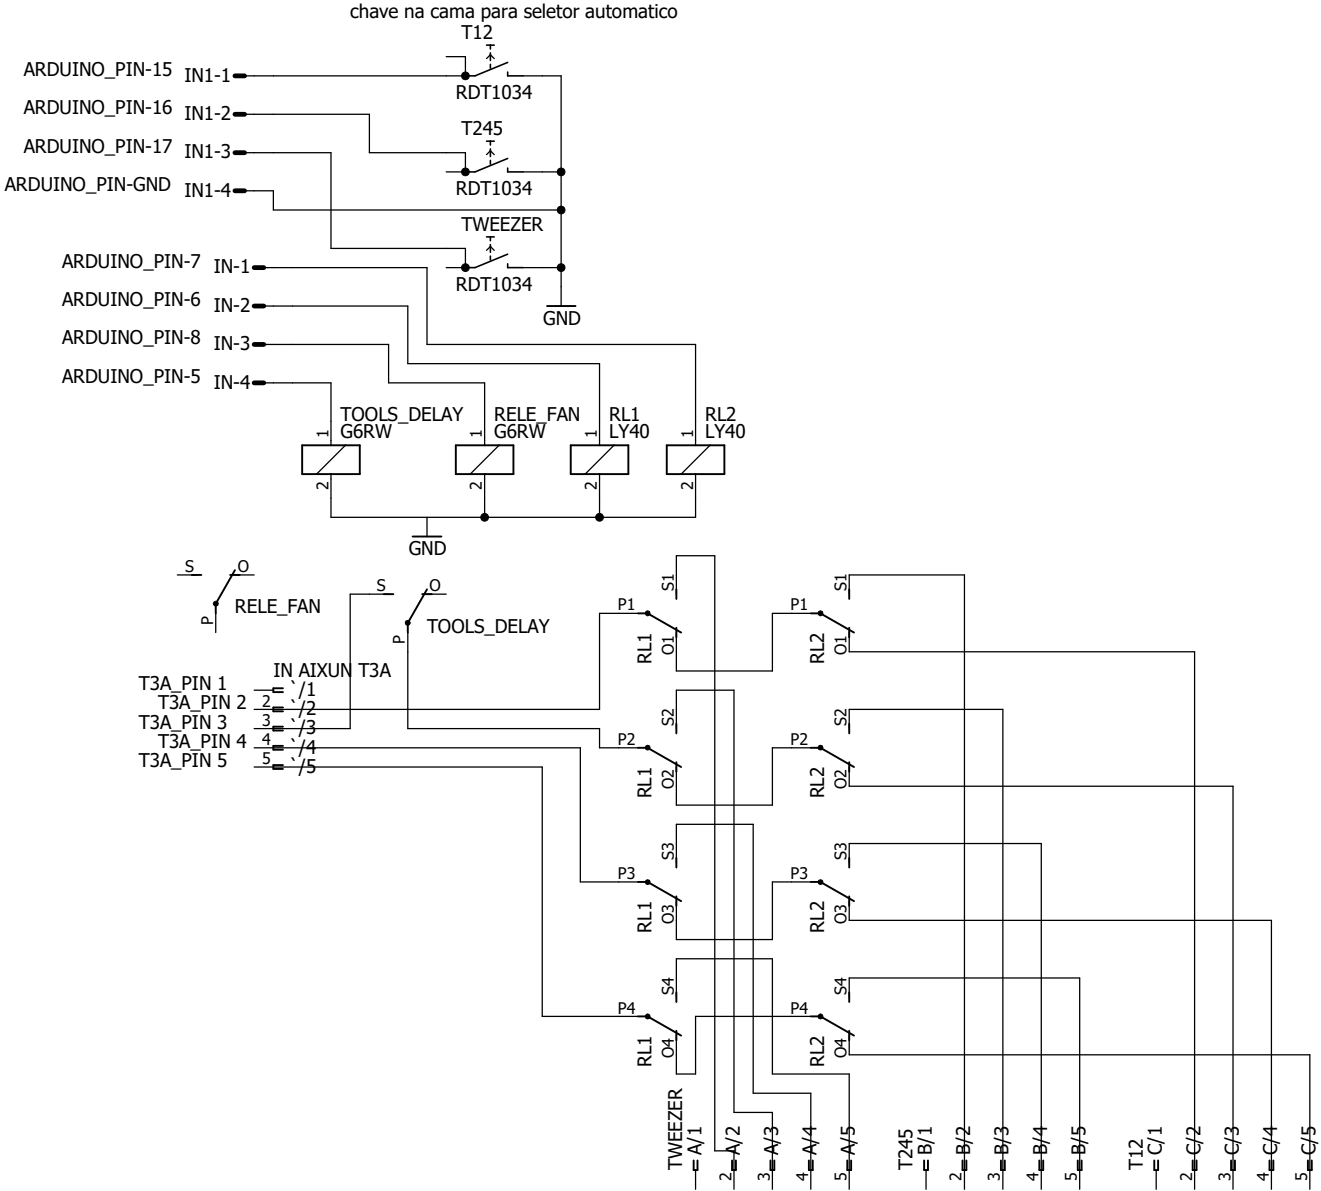 chave na cama para seletor automatico
T12
ARDUINO_PIN-15 IN1-1
RDT1034
ARDUINO_PIN-16 IN1-2
T245
ARDUINO_PIN-17 IN1-3
ARDUINO_PIN-GND IN1-4
RDT1034
TWEEZER
ARDUINO_PIN-7 IN-1
RDT1034
ARDUINO_PIN-6 IN-2
GND
ARDUINO_PIN-8 IN-3
ARDUINO_PIN-5 IN-4
TOOLS_DELAY RELE_FAN RL1 RL2
G6RW G6RW LY40 LY40
1 1 1 1
2 2 2 2
GND
S O
P
RELE_FAN
S O
P
TOOLS_DELAY
IN AIXUN T3A
T3A_PIN 1 /1
T3A_PIN 2 2 /2
T3A_PIN 3 3 /3
T3A_PIN 4 4 /4
T3A_PIN 5 5 /5
P1 S1 O1 RL1
P1 S1 O1 RL2
P2 S2 O2 RL1
P2 S2 O2 RL2
P3 S3 O3 RL1
P3 S3 O3 RL2
P4 S4 O4 RL1
P4 S4 O4 RL2
TWEEZER
A/1 A/2 A/3 A/4 A/5
2 3 4 5
T245
B/1 B/2 B/3 B/4 B/5
2 3 4 5
T12
C/1 C/2 C/3 C/4 C/5
2 3 4 5